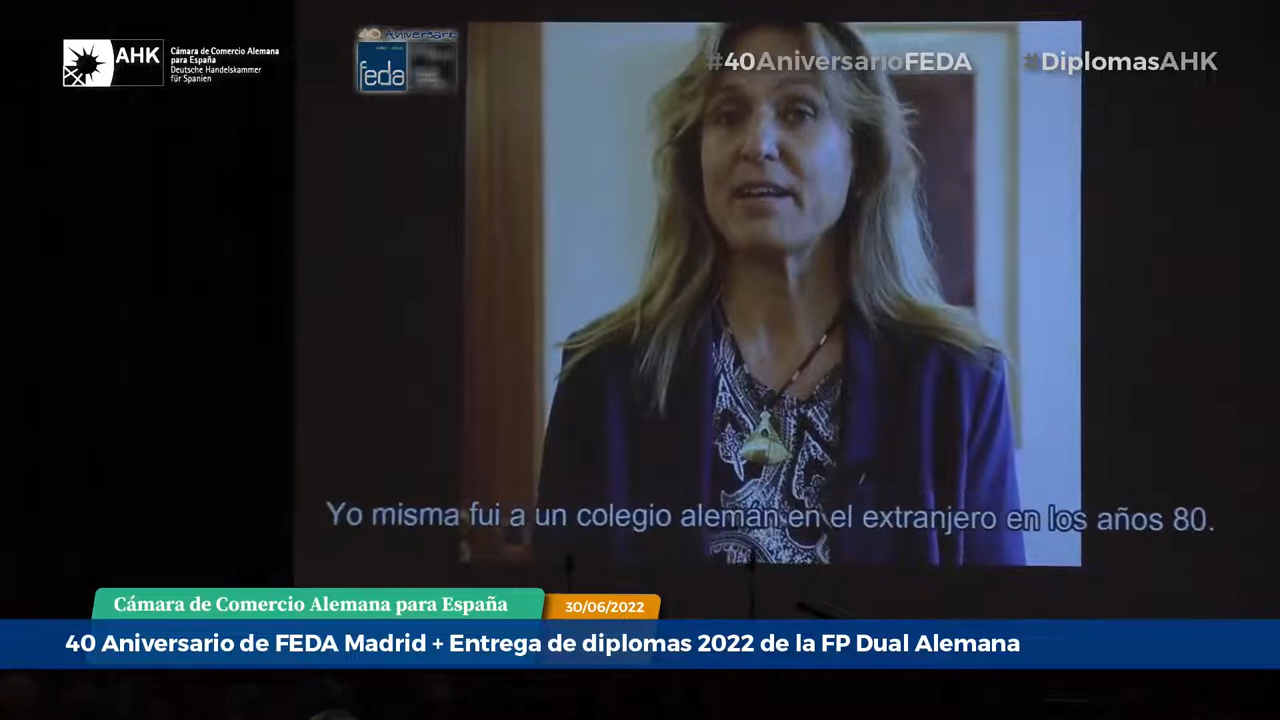 AHK
Cámara de Comercio Alemana
para España
Deutsche Handelskammer
für Spanien
40 Aniversario
feda
#40AniversarioFEDA
#DiplomasAHK
Yo misma fui a un colegio alemán en el extranjero en los años 80.
Cámara de Comercio Alemana para España
30/06/2022
40 Aniversario de FEDA Madrid + Entrega de diplomas 2022 de la FP Dual Alemana